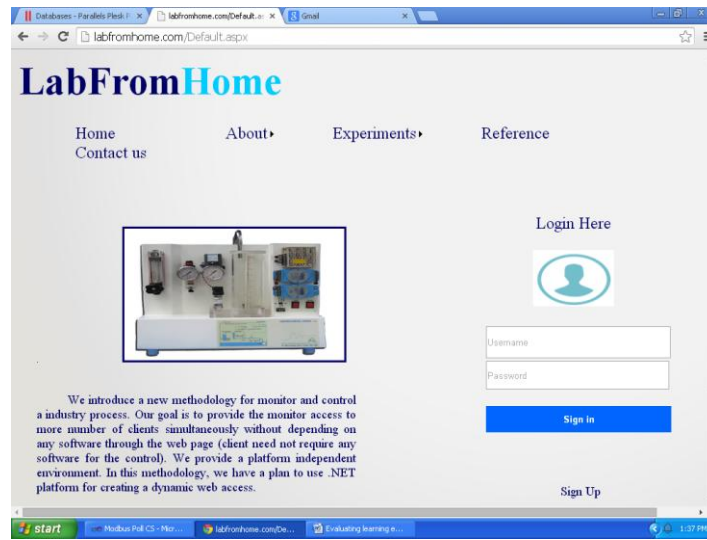 Databases - Parallels Plesk P
labfromhome.com/Default.as
Gmail
labfromhome.com/Default.aspx
LabFromHome
Home About Experiments Reference
Contact us
Login Here
Username
Password
Sign in
Sign Up
We introduce a new methodology for monitor and control
a industry process. Our goal is to provide the monitor access to
more number of clients simultaneously without depending on
any software through the web page (client need not require any
software for the control). We provide a platform independent
environment. In this methodology, we have a plan to use .NET
platform for creating a dynamic web access.
start
Modbus Poll CS - Micr...
labfromhome.com/De...
Evaluating learning e...
1:37 PM